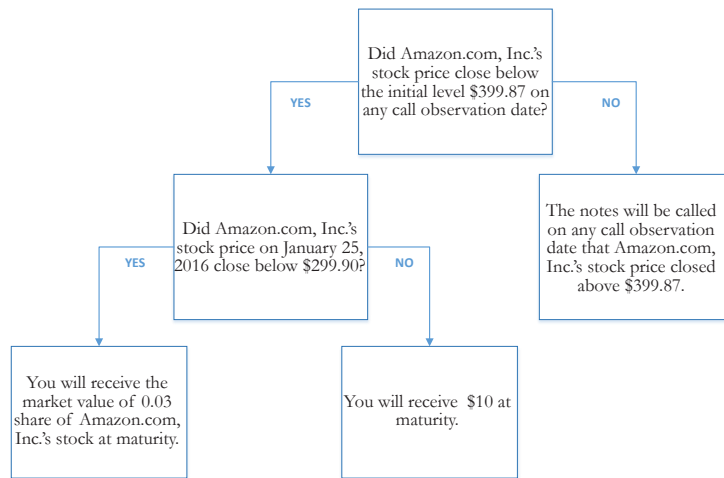 Did Amazon.com, Inc.'s
stock price close below
the initial level $399.87 on
any call observation date?
YES
NO
Did Amazon.com, Inc.'s
stock price on January 25,
2016 close below $299.90?
The notes will be called
on any call observation
date that Amazon.com,
Inc.'s stock price closed
above $399.87.
YES
NO
You will receive the
market value of 0.03
share of Amazon.com,
Inc.'s stock at maturity.
You will receive $10 at
maturity.